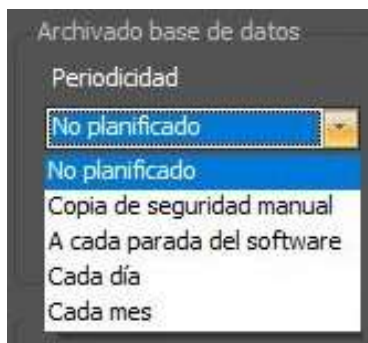 Archivado base de datos
Periodicidad
No planificado
No planificado
Copia de seguridad manual
A cada parada del software
Cada día
Cada mes